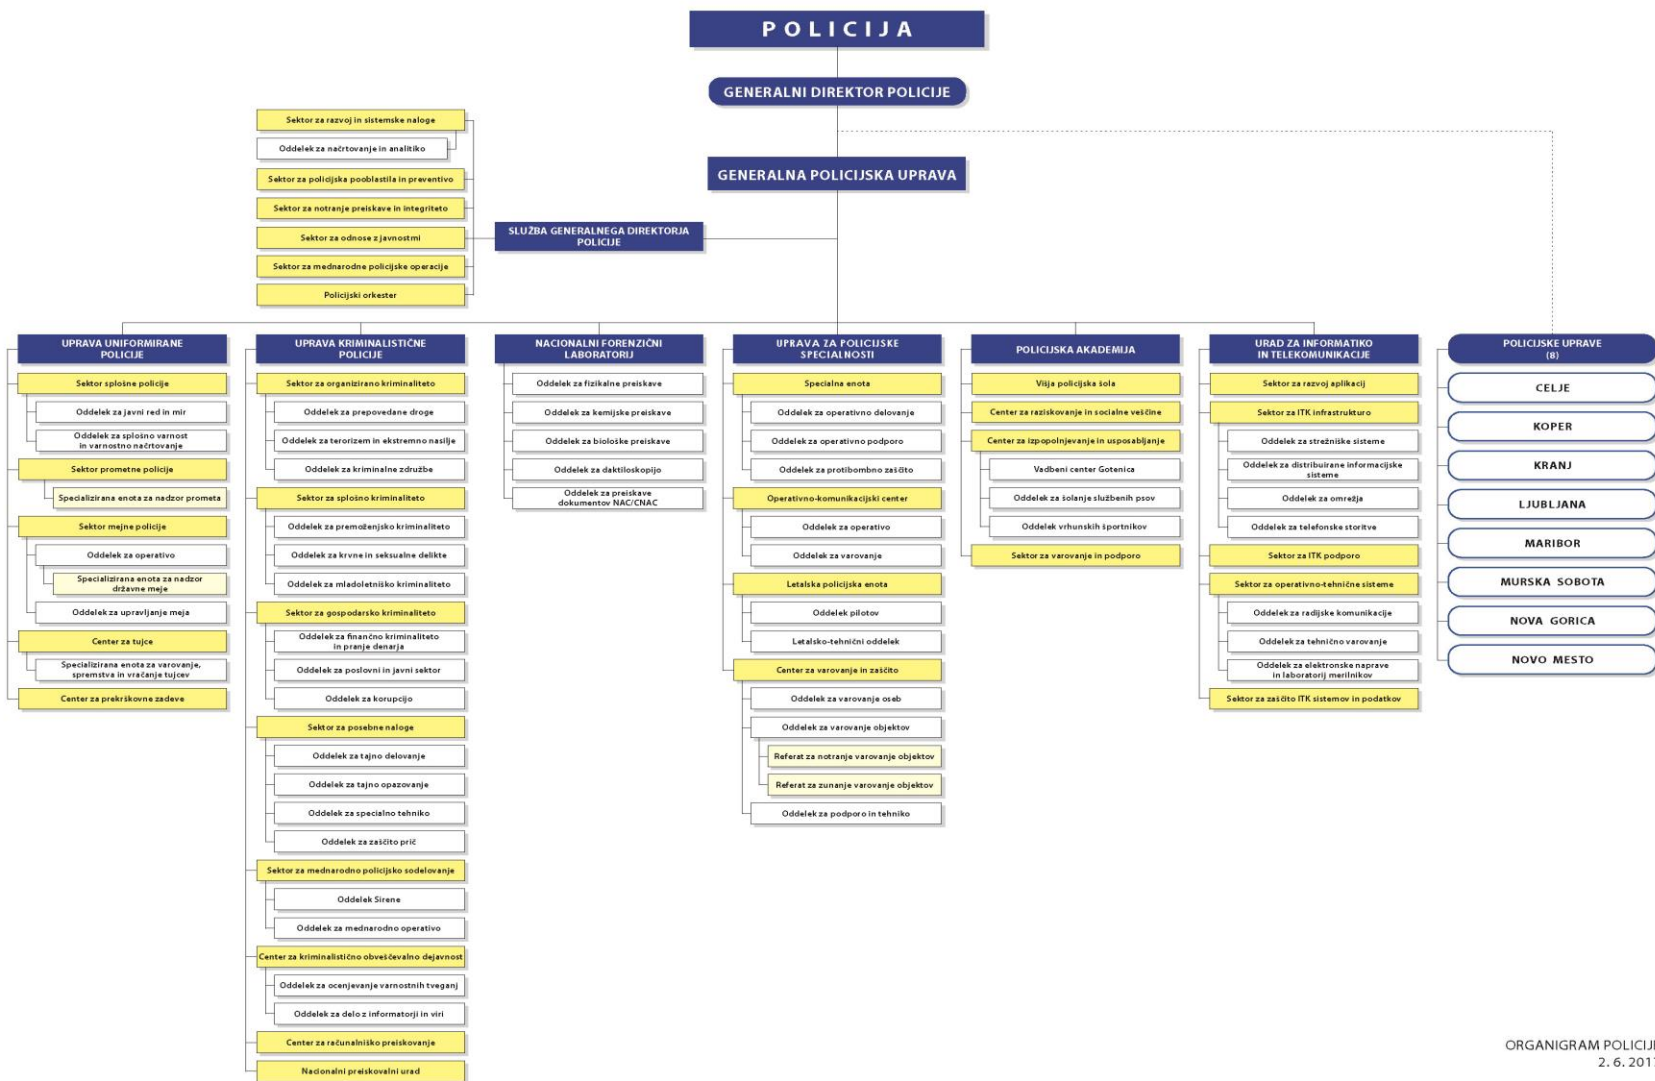 POLICIJA
GENERALNI DIREKTOR POLICIJE
GENERALNA POLICIJSKA UPRAVA
SLUŽBA GENERALNEGA DIREKTORJA
POLICIJE
Sektor za razvoj in sistemske naloge
Oddelek za načrtovanje in analitiko
Sektor za policijska pooblastila in preventivo
Sektor za notranje preiskave in integriteto
Sektor za odnose z javnostmi
Sektor za mednarodne policijske operacije
Policijski orkester
UPRAVA UNIFORMIRANE
POLICIJE
Sektor splošne policije
Oddelek za javni red in mir
Oddelek za splošno varnost
in varnostno načrtovanje
Sektor prometne policije
Specializirana enota za nadzor prometa
Sektor mejne policije
Oddelek za operativo
Specializirana enota za nadzor
državne meje
Oddelek za upravljanje meja
Center za tujce
Specializirana enota za varovanje,
spremstva in vračanje tujcev
Center za prekrškovne zadeve
UPRAVA KRIMINALISTIČNE
POLICIJE
Sektor za organizirano kriminaliteto
Oddelek za prepovedane droge
Oddelek za terorizem in ekstremno nasilje
Oddelek za kriminalne združbe
Sektor za splošno kriminaliteto
Oddelek za premoženjsko kriminaliteto
Oddelek za krvne in seksualne delikte
Oddelek za mladoletniško kriminaliteto
Sektor za gospodarsko kriminaliteto
Oddelek za finančno kriminaliteto
in pranje denarja
Oddelek za poslovni in javni sektor
Oddelek za korupcijo
Sektor za posebne naloge
Oddelek za tajno delovanje
Oddelek za tajno opazovanje
Oddelek za specialno tehniko
Oddelek za zaščito prič
Sektor za mednarodno policijsko sodelovanje
Oddelek Sirene
Oddelek za mednarodno operativo
Center za kriminalistično obveščevalno dejavnost
Oddelek za ocenjevanje varnostnih tveganj
Oddelek za delo z informatorji in viri
Center za računalniško preiskovanje
Nacionalni preiskovalni urad
NACIONALNI FORENZIČNI
LABORATORIJ
Oddelek za fizikalne preiskave
Oddelek za kemijske preiskave
Oddelek za biološke preiskave
Oddelek za daktiloskopijo
Oddelek za preiskave
dokumentov NAC/CNAC
UPRAVA ZA POLICIJSKE
SPECIALNOSTI
Specialna enota
Oddelek za operativno delovanje
Oddelek za operativno podporo
Oddelek za protibombno zaščito
Operativno-komunikacijski center
Oddelek za operativo
Oddelek za varovanje
Letalska policijska enota
Oddelek pilotov
Letalsko-tehnični oddelek
Center za varovanje in zaščito
Oddelek za varovanje oseb
Oddelek za varovanje objektov
Referat za notranje varovanje objektov
Referat za zunanje varovanje objektov
Oddelek za podporo in tehniko
POLICIJSKA AKADEMIJA
Višja policijska šola
Center za raziskovanje in socialne veščine
Center za izpopolnjevanje in usposabljanje
Vadbeni center Gotenica
Oddelek za šolanje službenih psov
Oddelek vrhunskih športnikov
Sektor za varovanje in podporo
URAD ZA INFORMATIKO
IN TELEKOMUNIKACIJE
Sektor za razvoj aplikacij
Sektor za ITK infrastrukturo
Oddelek za strežniške sisteme
Oddelek za distribuirane informacijske
sisteme
Oddelek za omrežja
Oddelek za telefonske storitve
Sektor za ITK podporo
Sektor za operativno-tehnične sisteme
Oddelek za radijske komunikacije
Oddelek za tehnično varovanje
Oddelek za elektronske naprave
in laboratorij merilnikov
Sektor za zaščito ITK sistemov in podatkov
POLICIJSKE UPRAVE
(8)
CELJE
KOPER
KRANJ
LJUBLJANA
MARIBOR
MURSKA SOBOTA
NOVA GORICA
NOVO MESTO
ORGANIGRAM POLICIJE
2. 6. 2017